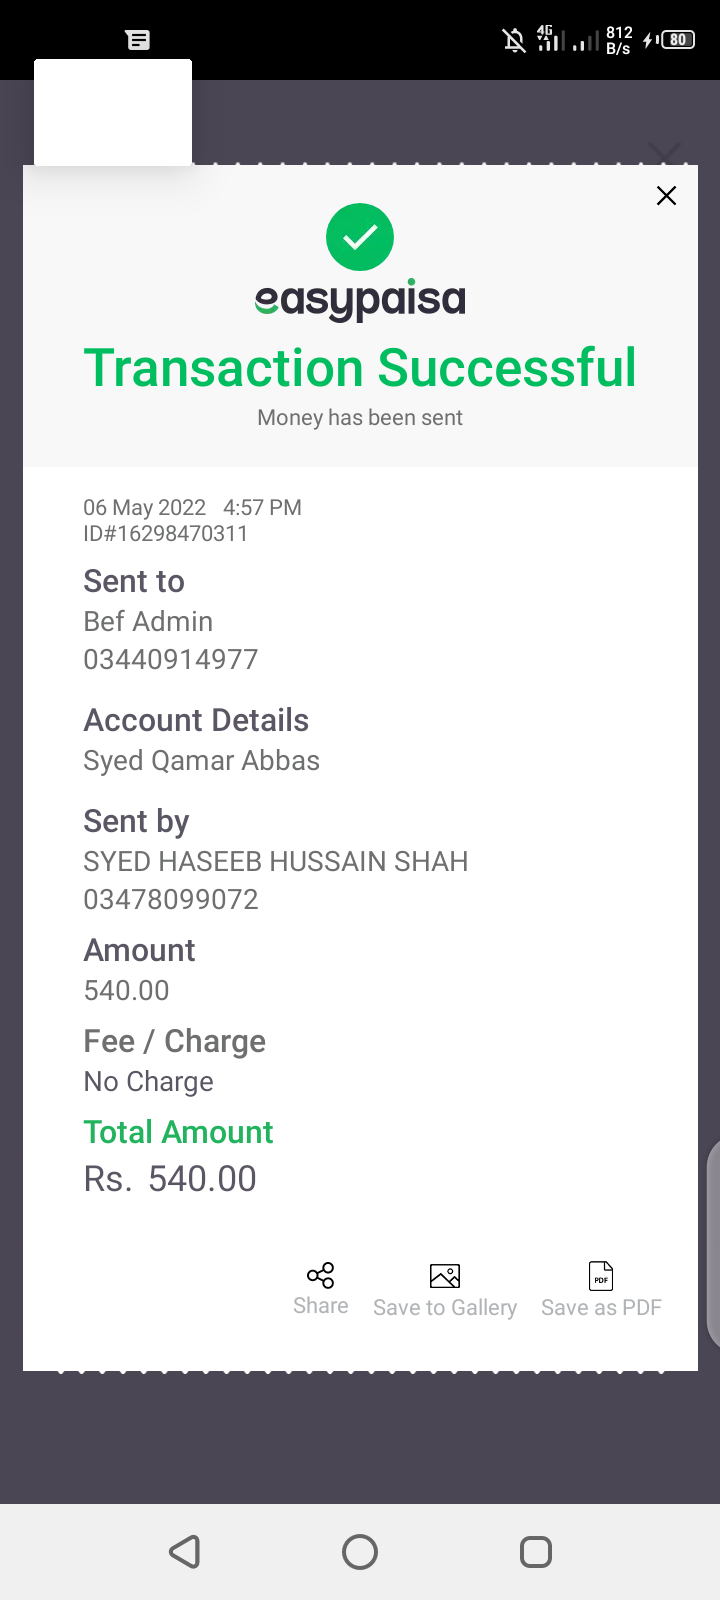 4G
812
B/s
80
easypaisa
Transaction Successful
Money has been sent
06 May 2022 4:57 PM
ID#16298470311
Sent to
Bef Admin
03440914977
Account Details
Syed Qamar Abbas
Sent by
SYED HASEEB HUSSAIN SHAH
03478099072
Amount
540.00
Fee / Charge
No Charge
Total Amount
Rs. 540.00
PDF
Share
Save to Gallery
Save as PDF